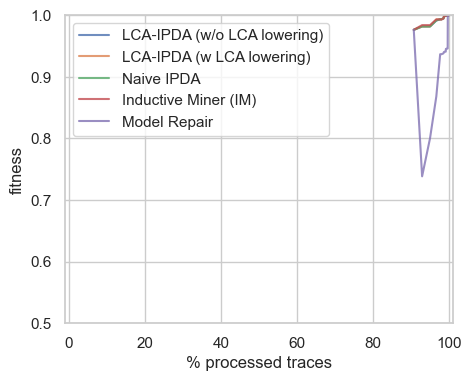 1.0
0.9
0.8
0.7
0.6
0.5
fitness
LCA-IPDA (w/o LCA lowering)
LCA-IPDA (w LCA lowering)
Naive IPDA
Inductive Miner (IM)
Model Repair
0 20 40 60 80 100
% processed traces